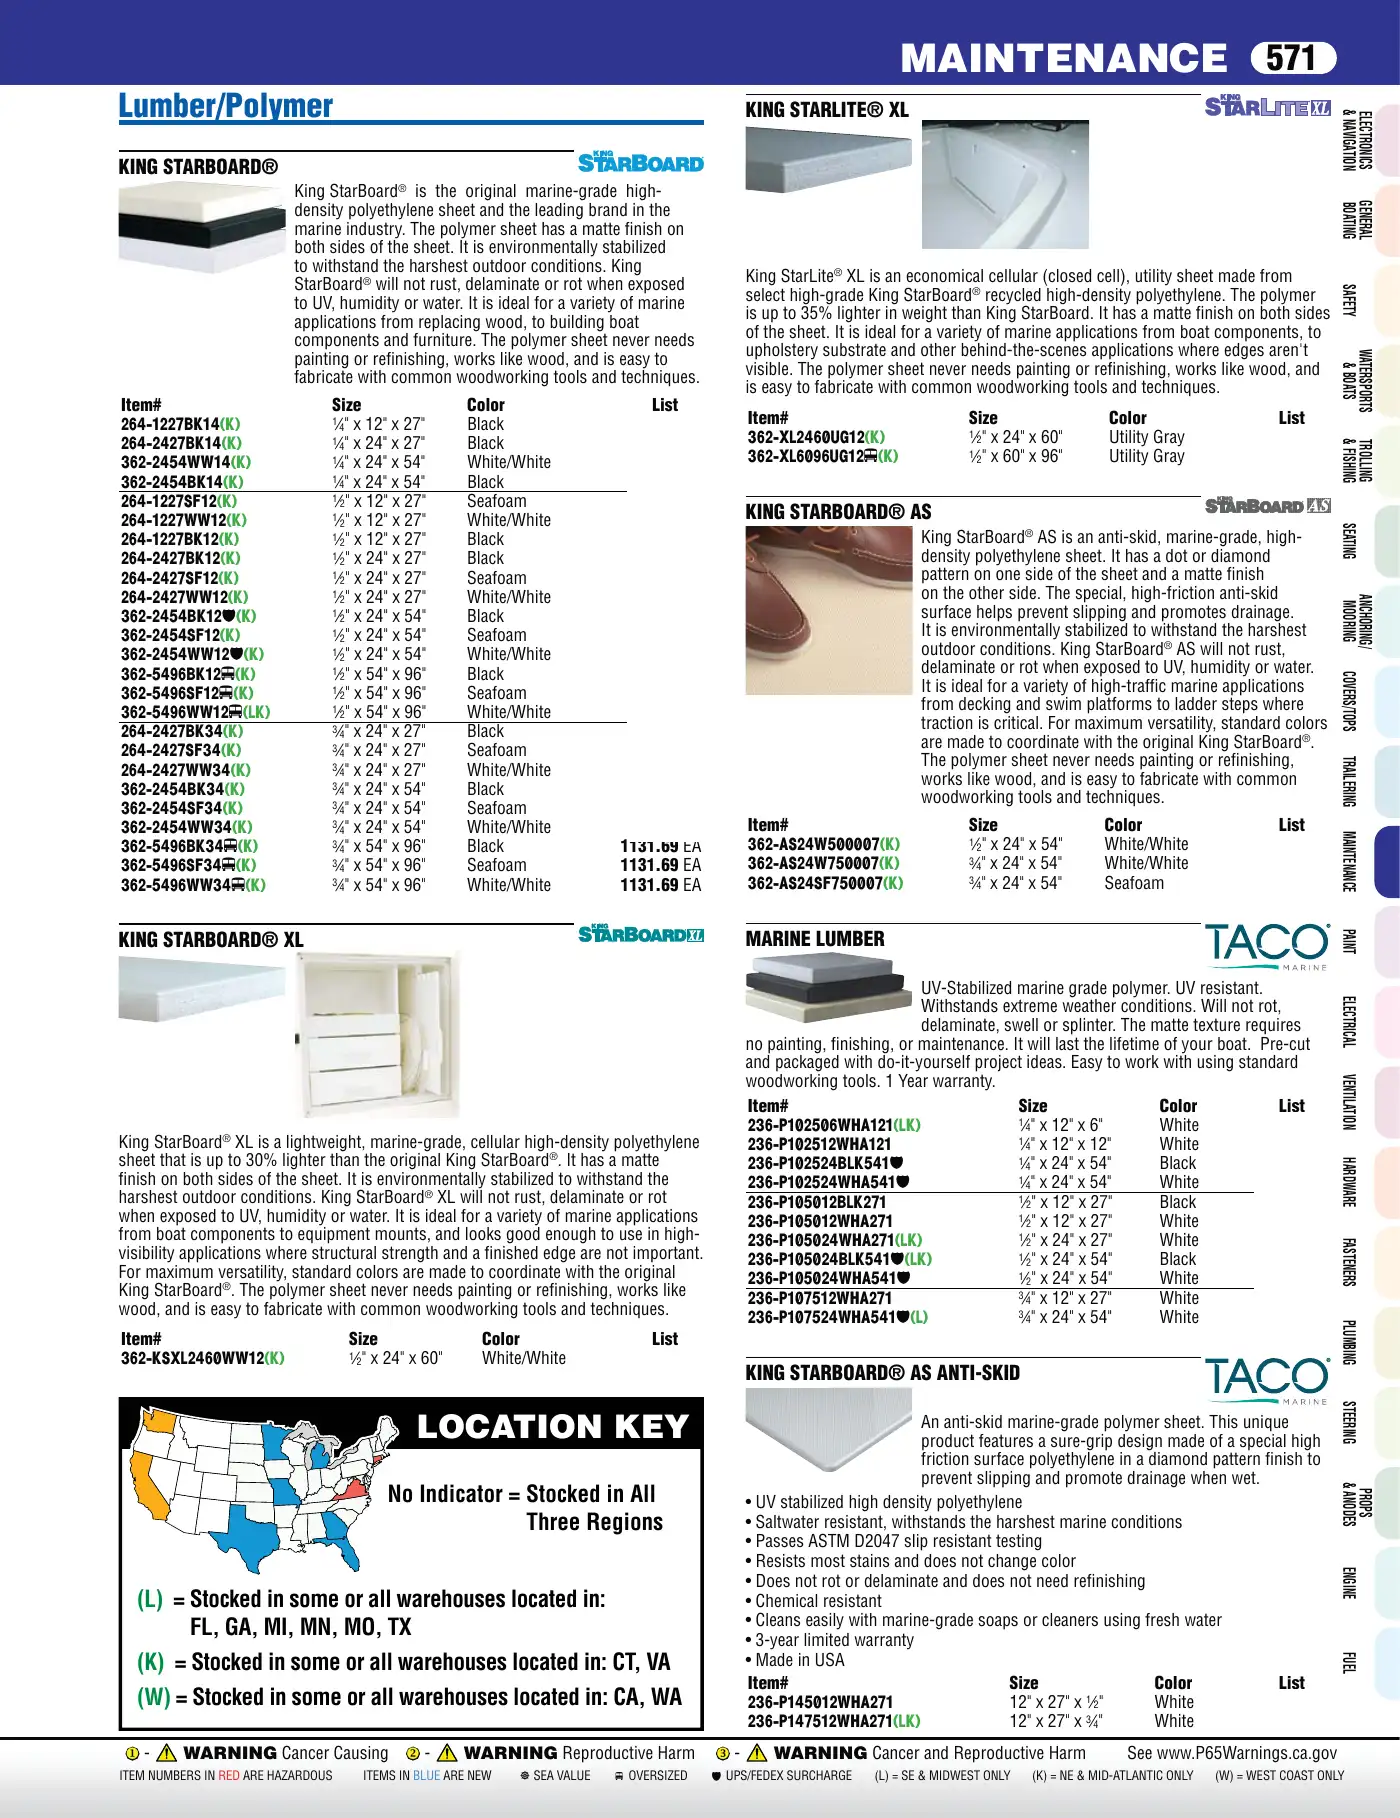 MAINTENANCE 571
Lumber/Polymer
KING STARBOARD®
KING STARBOARD
King StarBoard® is the original marine-grade high-
density polyethylene sheet and the leading brand in the
marine industry. The polymer sheet has a matte finish on
both sides of the sheet. It is environmentally stabilized
to withstand the harshest outdoor conditions. King
StarBoard® will not rust, delaminate or rot when exposed
to UV, humidity or water. It is ideal for a variety of marine
applications from replacing wood, to building boat
components and furniture. The polymer sheet never needs
painting or refinishing, works like wood, and is easy to
fabricate with common woodworking tools and techniques.
Item# Size Color List
264-1227BK14(K) ¼" x 12" x 27" Black
264-2427BK14(K) ¼" x 24" x 27" Black
362-2454WW14(K) ¼" x 24" x 54" White/White
362-2454BK14(K) ¼" x 24" x 54" Black
264-1227SF12(K) ½" x 12" x 27" Seafoam
264-1227WW12(K) ½" x 12" x 27" White/White
264-1227BK12(K) ½" x 12" x 27" Black
264-2427BK12(K) ½" x 24" x 27" Black
264-2427SF12(K) ½" x 24" x 27" Seafoam
264-2427WW12(K) ½" x 24" x 27" White/White
362-2454BK12(K) ½" x 24" x 54" Black
362-2454SF12(K) ½" x 24" x 54" Seafoam
362-2454WW12(K) ½" x 24" x 54" White/White
362-5496BK12(K) ½" x 54" x 96" Black
362-5496SF12(K) ½" x 54" x 96" Seafoam
362-5496WW12(LK) ½" x 54" x 96" White/White
264-2427BK34(K) ¾" x 24" x 27" Black
264-2427SF34(K) ¾" x 24" x 27" Seafoam
264-2427WW34(K) ¾" x 24" x 27" White/White
362-2454BK34(K) ¾" x 24" x 54" Black
362-2454SF34(K) ¾" x 24" x 54" Seafoam
362-2454WW34(K) ¾" x 24" x 54" White/White
362-5496BK34(K) ¾" x 54" x 96" Black 1131.69 EA
362-5496SF34(K) ¾" x 54" x 96" Seafoam 1131.69 EA
362-5496WW34(K) ¾" x 54" x 96" White/White 1131.69 EA
KING STARBOARD® XL
KING STARBOARD XL
King StarBoard® XL is a lightweight, marine-grade, cellular high-density polyethylene
sheet that is up to 30% lighter than the original King StarBoard®. It has a matte
finish on both sides of the sheet. It is environmentally stabilized to withstand the
harshest outdoor conditions. King StarBoard® XL will not rust, delaminate or rot
when exposed to UV, humidity or water. It is ideal for a variety of marine applications
from boat components to equipment mounts, and looks good enough to use in high-
visibility applications where structural strength and a finished edge are not important.
For maximum versatility, standard colors are made to coordinate with the original
King StarBoard®. The polymer sheet never needs painting or refinishing, works like
wood, and is easy to fabricate with common woodworking tools and techniques.
Item# Size Color List
362-KSXL2460WW12(K) ½" x 24" x 60" White/White
LOCATION KEY
No Indicator = Stocked in All
Three Regions
(L) = Stocked in some or all warehouses located in:
FL, GA, MI, MN, MO, TX
(K) = Stocked in some or all warehouses located in: CT, VA
(W) = Stocked in some or all warehouses located in: CA, WA
KING STARLITE® XL
KING STARLITE XL
King StarLite® XL is an economical cellular (closed cell), utility sheet made from
select high-grade King StarBoard® recycled high-density polyethylene. The polymer
is up to 35% lighter in weight than King StarBoard. It has a matte finish on both sides
of the sheet. It is ideal for a variety of marine applications from boat components, to
upholstery substrate and other behind-the-scenes applications where edges aren't
visible. The polymer sheet never needs painting or refinishing, works like wood, and
is easy to fabricate with common woodworking tools and techniques.
Item# Size Color List
362-XL2460UG12(K) ½" x 24" x 60" Utility Gray
362-XL6096UG12(K) ½" x 60" x 96" Utility Gray
KING STARBOARD® AS
KING STARBOARD AS
King StarBoard® AS is an anti-skid, marine-grade, high-
density polyethylene sheet. It has a dot or diamond
pattern on one side of the sheet and a matte finish
on the other side. The special, high-friction anti-skid
surface helps prevent slipping and promotes drainage.
It is environmentally stabilized to withstand the harshest
outdoor conditions. King StarBoard® AS will not rust,
delaminate or rot when exposed to UV, humidity or water.
It is ideal for a variety of high-traffic marine applications
from decking and swim platforms to ladder steps where
traction is critical. For maximum versatility, standard colors
are made to coordinate with the original King StarBoard®.
The polymer sheet never needs painting or refinishing,
works like wood, and is easy to fabricate with common
woodworking tools and techniques.
Item# Size Color List
362-AS24W500007(K) ½" x 24" x 54" White/White
362-AS24W750007(K) ¾" x 24" x 54" White/White
362-AS24SF750007(K) ¾" x 24" x 54" Seafoam
MARINE LUMBER
TACO
MARINE
UV-Stabilized marine grade polymer. UV resistant.
Withstands extreme weather conditions. Will not rot,
delaminate, swell or splinter. The matte texture requires
no painting, finishing, or maintenance. It will last the lifetime of your boat. Pre-cut
and packaged with do-it-yourself project ideas. Easy to work with using standard
woodworking tools. 1 Year warranty.
Item# Size Color List
236-P102506WHA121(LK) ¼" x 12" x 6" White
236-P102512WHA121 ¼" x 12" x 12" White
236-P102524BLK541 ¼" x 24" x 54" Black
236-P102524WHA541 ¼" x 24" x 54" White
236-P105012BLK271 ½" x 12" x 27" Black
236-P105012WHA271 ½" x 12" x 27" White
236-P105024WHA271(LK) ½" x 24" x 27" White
236-P105024BLK541(LK) ½" x 24" x 54" Black
236-P105024WHA541 ½" x 24" x 54" White
236-P107512WHA271 ¾" x 12" x 27" White
236-P107524WHA541(L) ¾" x 24" x 54" White
KING STARBOARD® AS ANTI-SKID
TACO
MARINE
An anti-skid marine-grade polymer sheet. This unique
product features a sure-grip design made of a special high
friction surface polyethylene in a diamond pattern finish to
prevent slipping and promote drainage when wet.
• UV stabilized high density polyethylene
• Saltwater resistant, withstands the harshest marine conditions
• Passes ASTM D2047 slip resistant testing
• Resists most stains and does not change color
• Does not rot or delaminate and does not need refinishing
• Chemical resistant
• Cleans easily with marine-grade soaps or cleaners using fresh water
• 3-year limited warranty
• Made in USA
Item# Size Color List
236-P145012WHA271 12" x 27" x ½" White
236-P147512WHA271(LK) 12" x 27" x ¾" White
ELECTRONICS
& NAVIGATION
GENERAL
BOATING
SAFETY
WATERSPORTS
& BOATS
TROLLING
& FISHING
SEATING
ANCHORING/
MOORING
COVERS/TOPS
TRAILERING
MAINTENANCE
PAINT
ELECTRICAL
VENTILATION
HARDWARE
FASTENERS
PLUMBING
STEERING
PROPS
& ANODES
ENGINE
FUEL
1 - WARNING Cancer Causing 2 - WARNING Reproductive Harm 3 - WARNING Cancer and Reproductive Harm See www.P65Warnings.ca.gov
ITEM NUMBERS IN RED ARE HAZARDOUS ITEMS IN BLUE ARE NEW SEA VALUE OVERSIZED UPS/FEDEX SURCHARGE (L) = SE & MIDWEST ONLY (K) = NE & MID-ATLANTIC ONLY (W) = WEST COAST ONLY